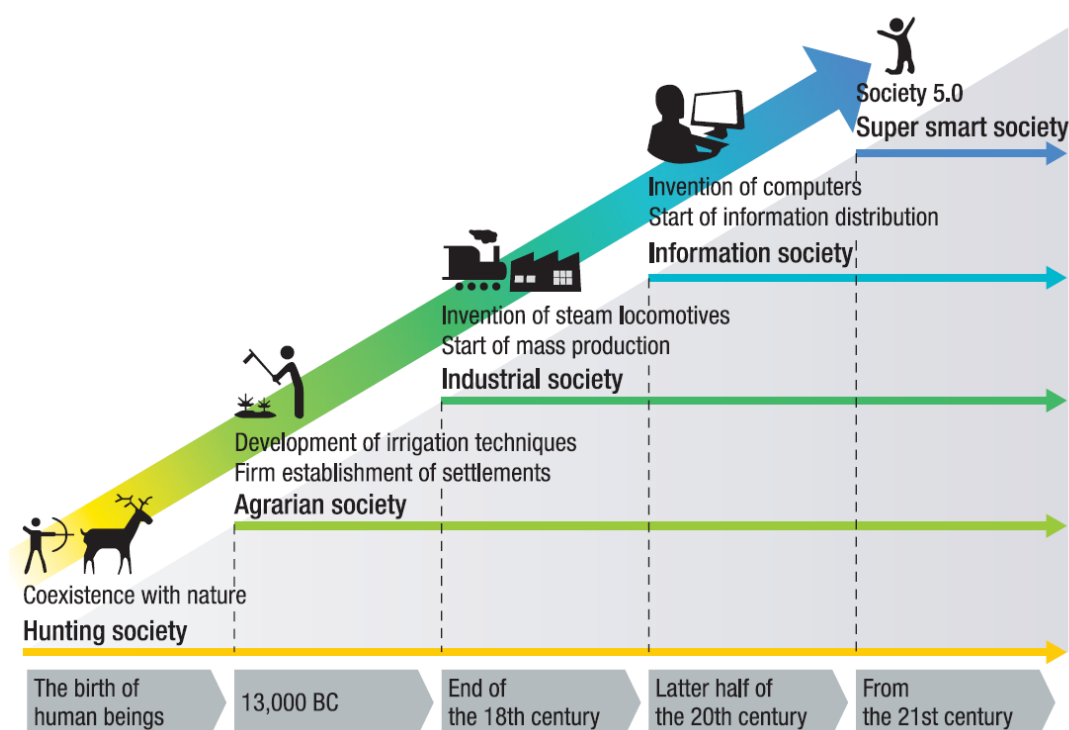 Society 5.0
Super smart society
Invention of computers
Start of information distribution
Information society
Invention of steam locomotives
Start of mass production
Industrial society
Development of irrigation techniques
Firm establishment of settlements
Agrarian society
Coexistence with nature
Hunting society
The birth of
human beings
13,000 BC
End of
the 18th century
Latter half of
the 20th century
From
the 21st century